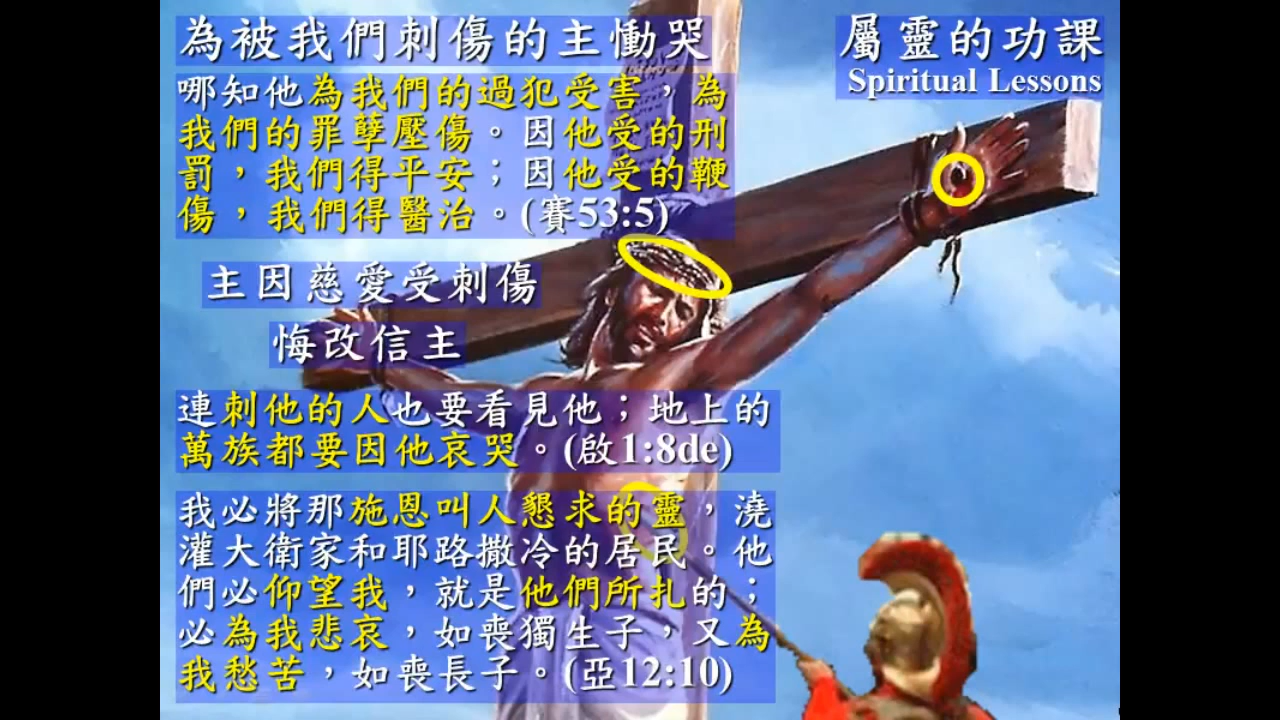 為被我們刺傷的主慟哭
屬靈的功課
Spiritual Lessons
哪知他為我們的過犯受害，為
我們的罪孽壓傷。因他受的刑
罰，我們得平安；因他受的鞭
傷，我們得醫治。(賽53:5)
主因慈愛受刺傷
悔改信主
連刺他的人也要看見他；地上的
萬族都要因他哀哭。(啟1:8de)
我必將那施恩叫人懇求的靈，澆
灌大衛家和耶路撒冷的居民。他
們必仰望我，就是他們所扎的；
必為我悲哀，如喪獨生子，又為
我愁苦，如喪長子。(亞12:10)